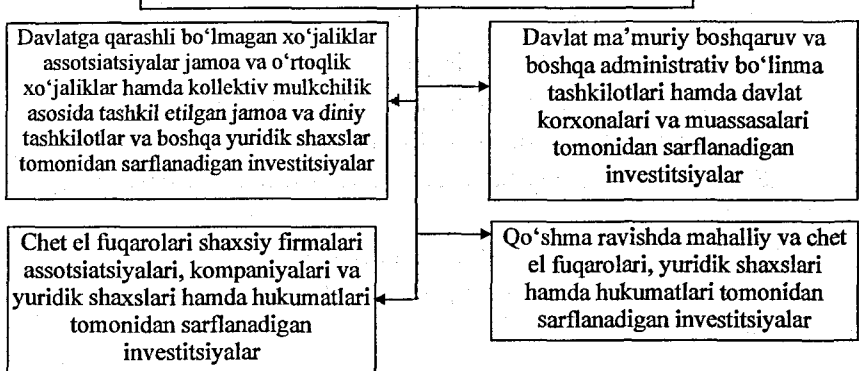 Davlatga qarashli bo‘lmagan xo‘jaliklar
assotsiatsiyalar jamoa va o‘rtoqlik
xo‘jaliklar hamda kollektiv mulkchilik
asosida tashkil etilgan jamoa va diniy
tashkilotlar va boshqa yuridik shaxslar
tomonidan sarflanadigan investitsiyalar
Davlat ma’muriy boshqaruv va
boshqa administrativ bo‘linma
tashkilotlari hamda davlat
korxonalari va muassasalari
tomonidan sarflanadigan
investitsiyalar
Chet el fuqarolari shaxsiy firmalari
assotsiatsiyalari, kompaniyalari va
yuridik shaxslari hamda hukumatlari
tomonidan sarflanadigan
investitsiyalar
Qo‘shma ravishda mahalliy va chet
el fuqarolari, yuridik shaxslari
hamda hukumatlari tomonidan
sarflanadigan investitsiyalar